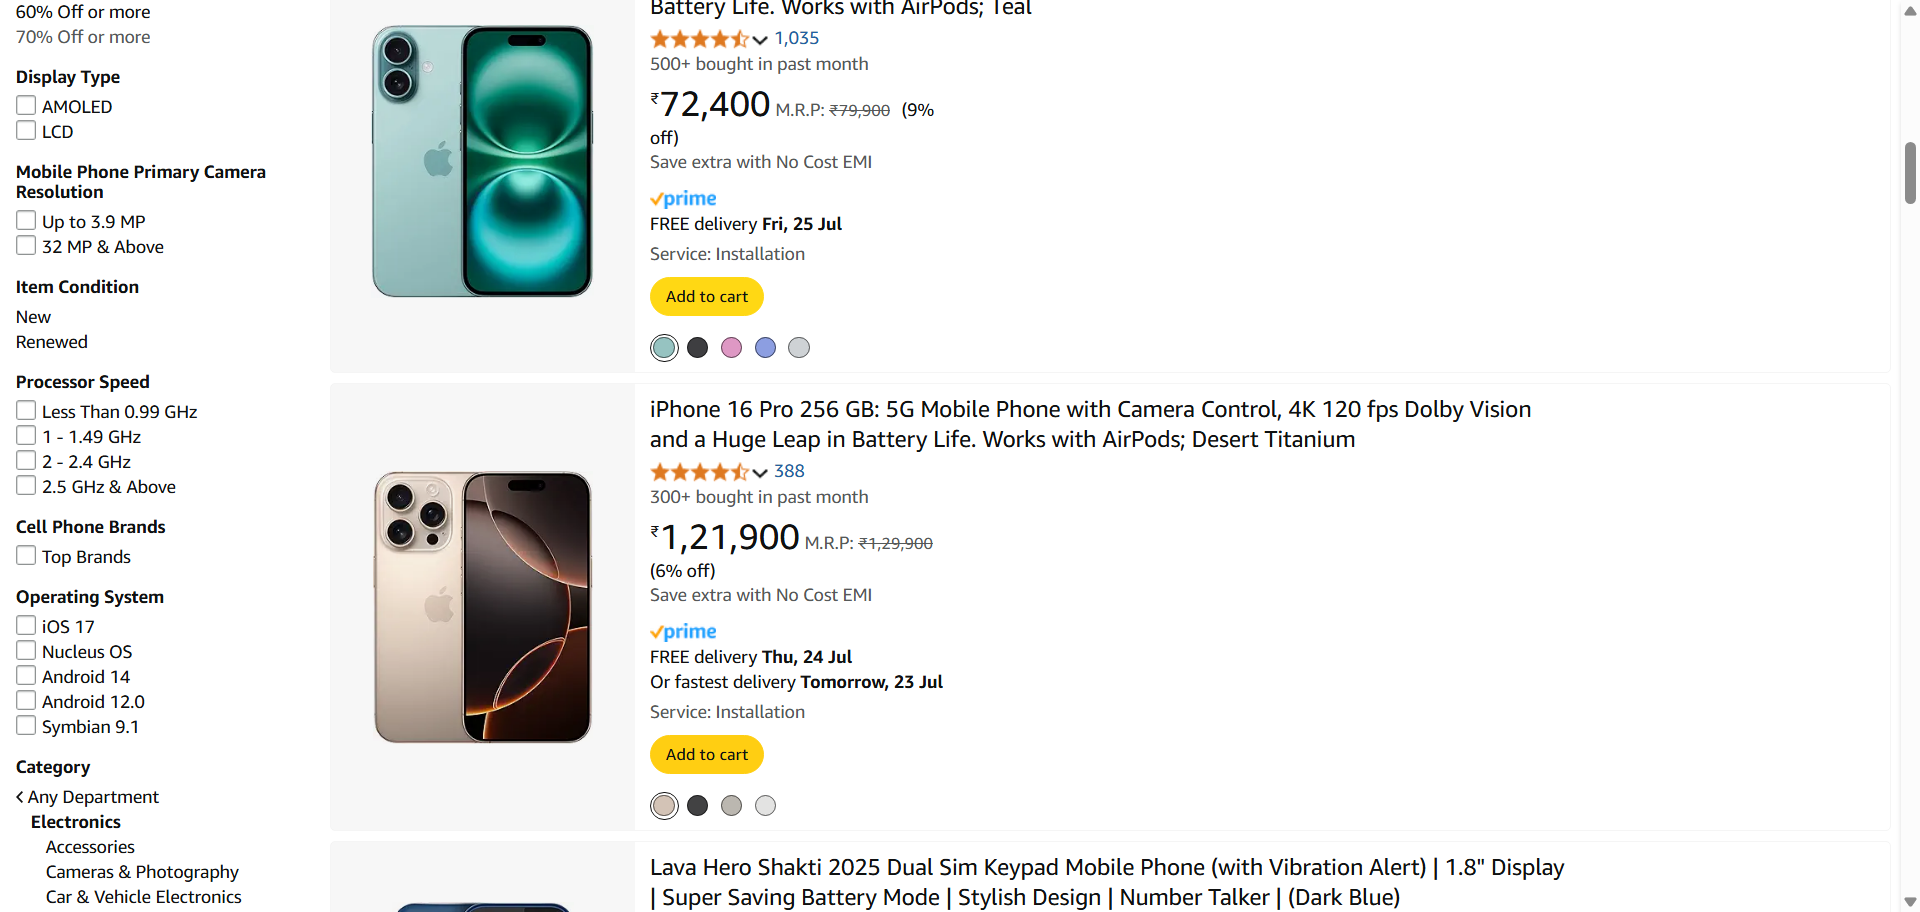 60% Off or more
70% Off or more
Display Type
AMOLED
LCD
Mobile Phone Primary Camera
Resolution
Up to 3.9 MP
32 MP & Above
Item Condition
New
Renewed
Processor Speed
Less Than 0.99 GHz
1 - 1.49 GHz
2 - 2.4 GHz
2.5 GHz & Above
Cell Phone Brands
Top Brands
Operating System
iOS 17
Nucleus OS
Android 14
Android 12.0
Symbian 9.1
Category
Any Department
Electronics
Accessories
Cameras & Photography
Car & Vehicle Electronics
Battery Life. Works with AirPods; Teal
1,035
500+ bought in past month
₹72,400 M.R.P: ₹79,900 (9%
off)
Save extra with No Cost EMI
prime
FREE delivery Fri, 25 Jul
Service: Installation
Add to cart
iPhone 16 Pro 256 GB: 5G Mobile Phone with Camera Control, 4K 120 fps Dolby Vision
and a Huge Leap in Battery Life. Works with AirPods; Desert Titanium
388
300+ bought in past month
₹1,21,900 M.R.P: ₹1,29,900
(6% off)
Save extra with No Cost EMI
prime
FREE delivery Thu, 24 Jul
Or fastest delivery Tomorrow, 23 Jul
Service: Installation
Add to cart
Lava Hero Shakti 2025 Dual Sim Keypad Mobile Phone (with Vibration Alert) | 1.8" Display
| Super Saving Battery Mode | Stylish Design | Number Talker | (Dark Blue)